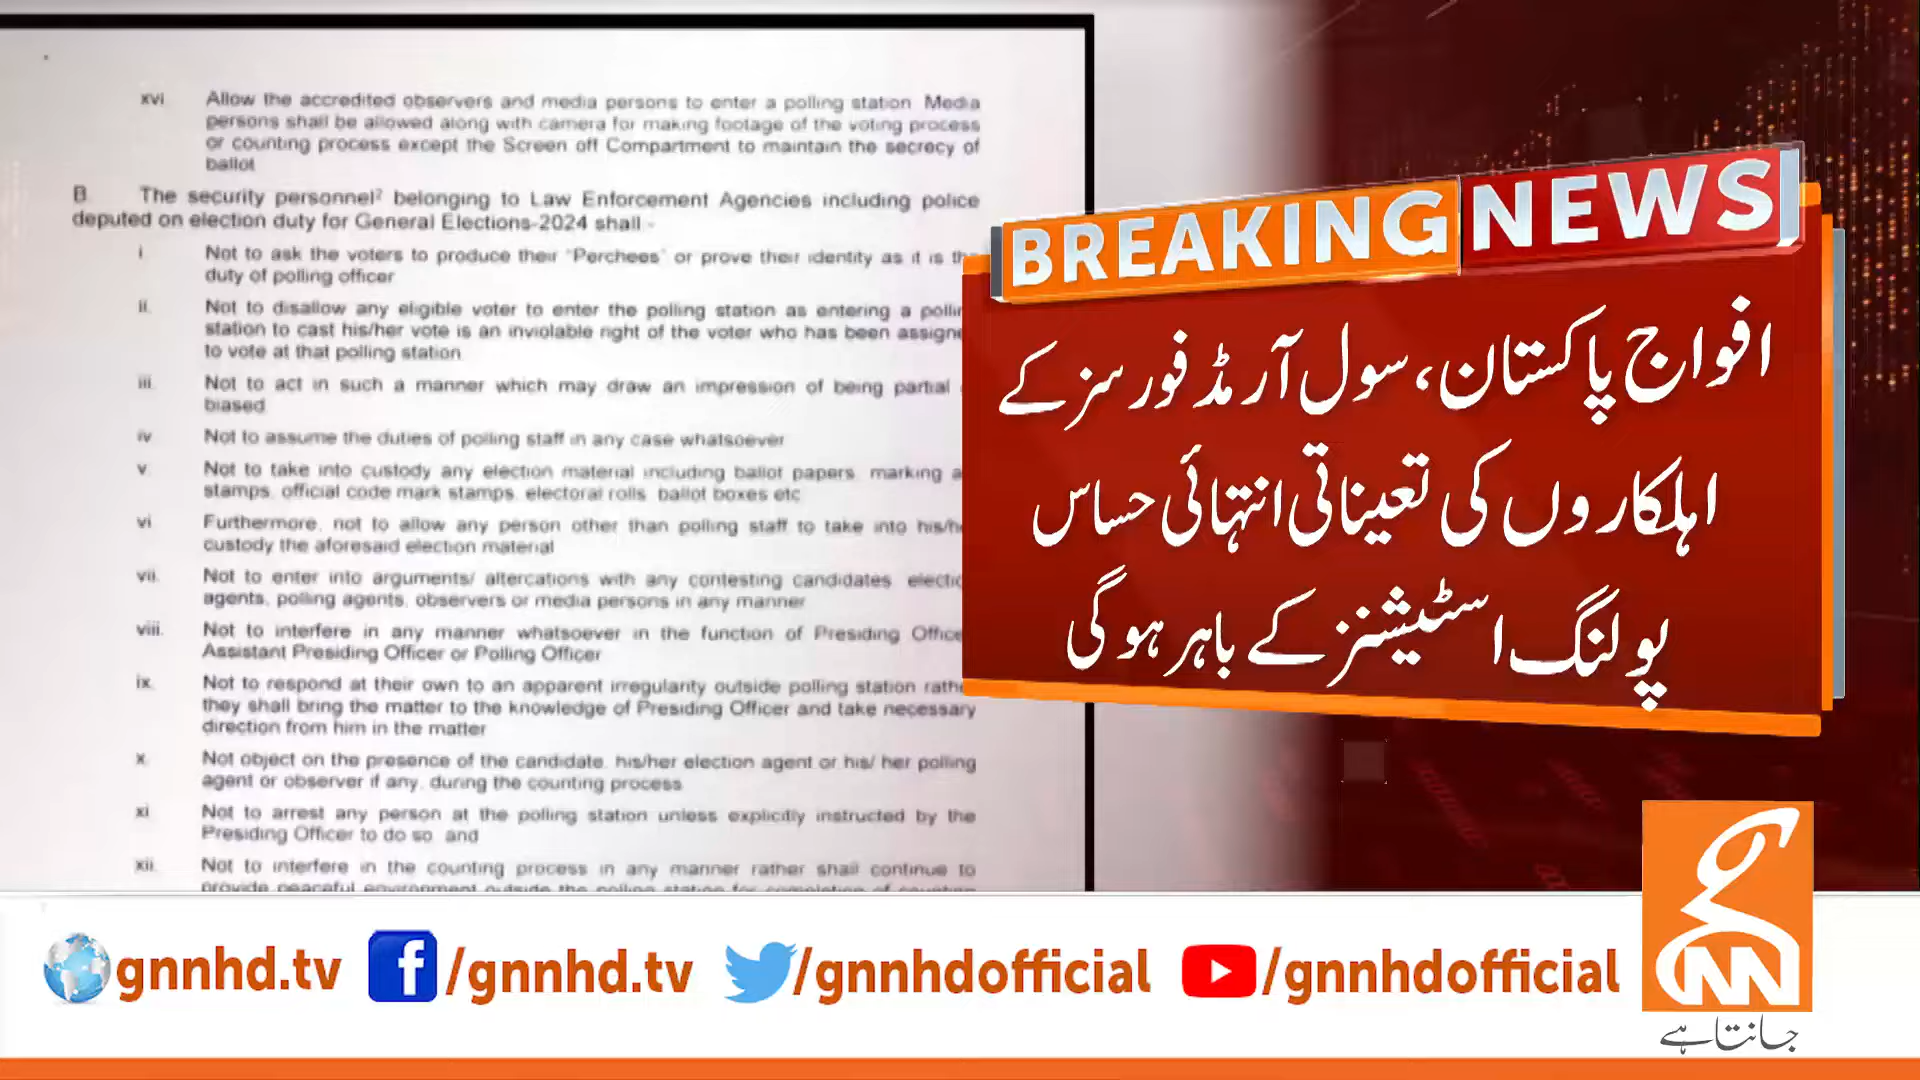 xvi. Allow the accredited observers and media persons to enter a polling station. Media
persons shall be allowed along with camera for making footage of the voting process
or counting process except the Screen off Compartment to maintain the secrecy of
ballot
B. The security personnel² belonging to Law Enforcement Agencies including police
deputed on election duty for General Elections-2024 shall -
i. Not to ask the voters to produce their "Perchees" or prove their identity as it is
duty of polling officer
ii. Not to disallow any eligible voter to enter the polling station as entering a
station to cast his/her vote is an inviolable right of the voter who has been
to vote at that polling station
iii. Not to act in such a manner which may draw an impression of being partial
biased
iv. Not to assume the duties of polling staff in any case whatsoever
v. Not to take into custody any election material including ballot papers, marking
stamps, official code mark stamps, electoral rolls, ballot boxes etc
vi. Furthermore, not to allow any person other than polling staff to take into
custody the aforesaid election material
vii. Not to enter into arguments/ altercations with any contesting candidates,
agents, polling agents, observers or media persons in any manner
viii. Not to interfere in any manner whatsoever in the function of Presiding
Assistant Presiding Officer or Polling Officer
ix. Not to respond at their own to an apparent irregularity outside polling station
they shall bring the matter to the knowledge of Presiding Officer and take necessary
direction from him in the matter
x. Not object on the presence of the candidate, his/her election agent or his/ her polling
agent or observer if any, during the counting process
xi. Not to arrest any person at the polling station unless explicitly instructed by the
Presiding Officer to do so, and
xii. Not to interfere in the counting process in any manner rather shall continue to
provide peaceful environment outside the polling station for completion of counting
BREAKING NEWS
افواج پاکستان، سول آرمڈ فورسز کے
اہلکاروں کی تعیناتی انتہائی حساس
پولنگ اسٹیشنز کے باہر ہوگی
gnnhd.tv /gnnhd.tv /gnnhdofficial /gnnhdofficial
GNN
جانتا ہے